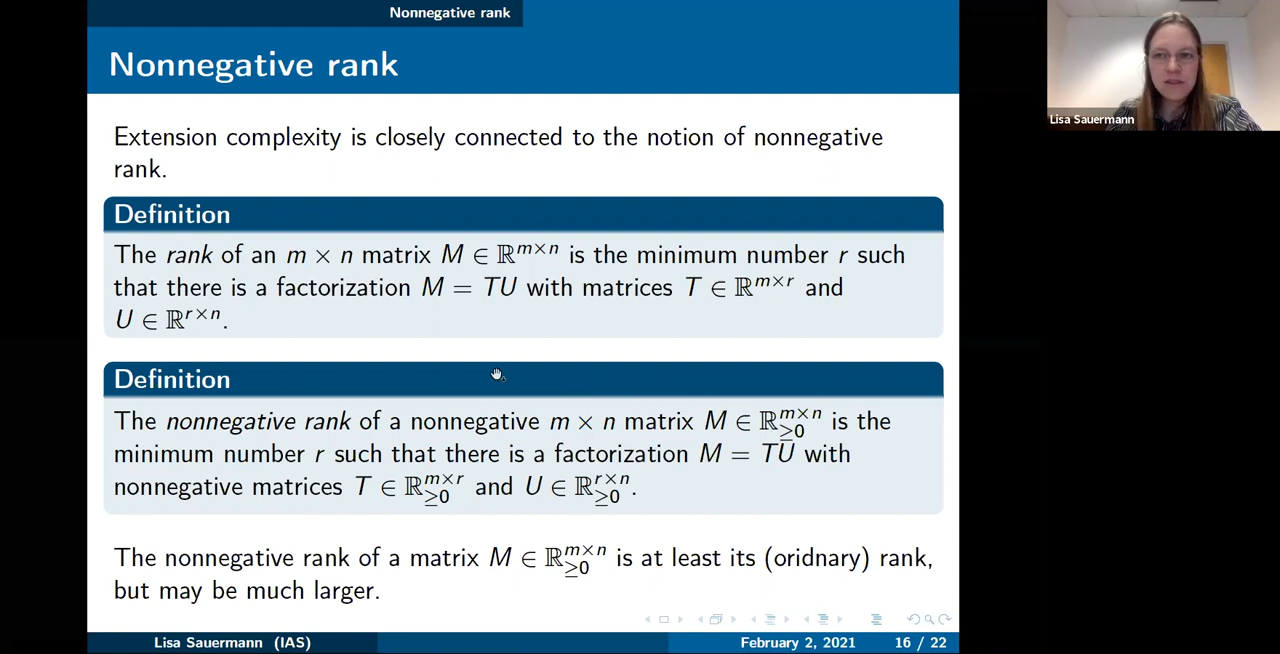 Nonnegative rank
Nonnegative rank
Lisa Sauermann
Extension complexity is closely connected to the notion of nonnegative
rank.
Definition
The rank of an m × n matrix M ∈ ℝ^{m×n} is the minimum number r such
that there is a factorization M = TU with matrices T ∈ ℝ^{m×r} and
U ∈ ℝ^{r×n}.
Definition
The nonnegative rank of a nonnegative m × n matrix M ∈ ℝ_{≥0}^{m×n} is the
minimum number r such that there is a factorization M = TU with
nonnegative matrices T ∈ ℝ_{≥0}^{m×r} and U ∈ ℝ_{≥0}^{r×n}.
The nonnegative rank of a matrix M ∈ ℝ_{≥0}^{m×n} is at least its (oridnary) rank,
but may be much larger.
Lisa Sauermann (IAS) February 2, 2021 16 / 22